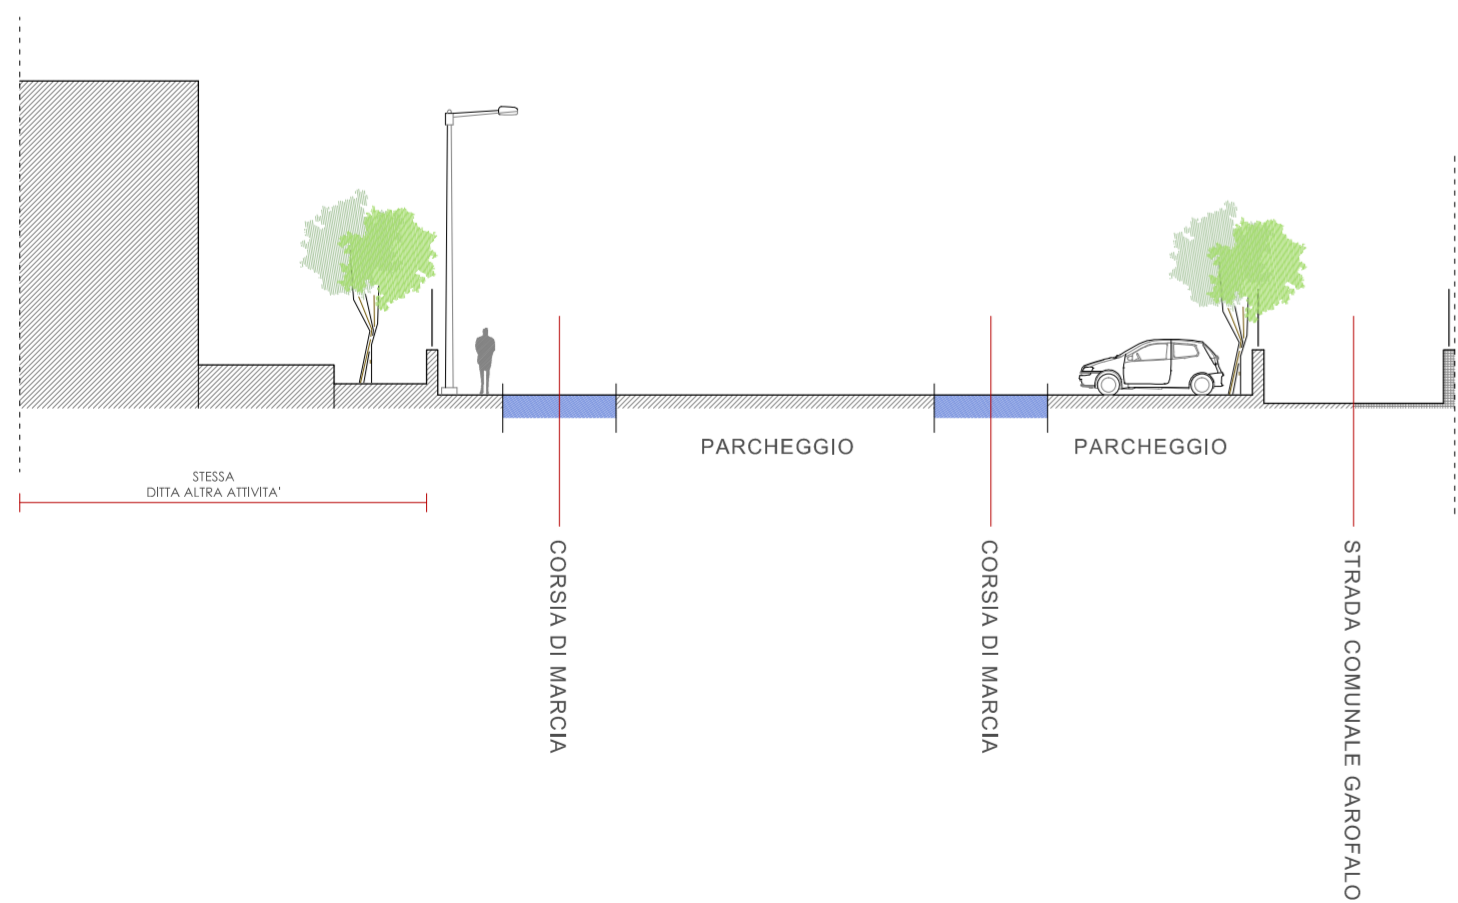 PARCHEGGIO
PARCHEGGIO
STESSA
DITTA ALTRA ATTIVITA'
CORSIA DI MARCIA
CORSIA DI MARCIA
STRADA COMUNALE GAROFALO